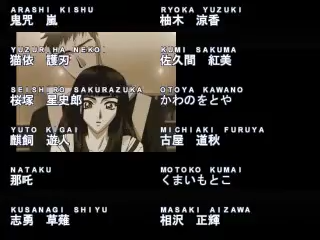 ARASHI KISHU RYOKA YUZUKI
鬼咒 嵐 柚木 涼香
YUZURIHA NEKOI KUMI SAKUMA
猫依 護刃 佐久間 紅美
SEISHIRO SAKURAZUKA OTOYA KAWANO
桜塚 星史郎 かわのをとや
YUTO KIGAI MICHIAKI FURUYA
麒飼 遊人 古屋 道秋
NATAKU MOTOKO KUMAI
那吒 くまいもとこ
KUSANAGI SHIYU MASAKI AIZAWA
志勇 草薙 相沢 正輝